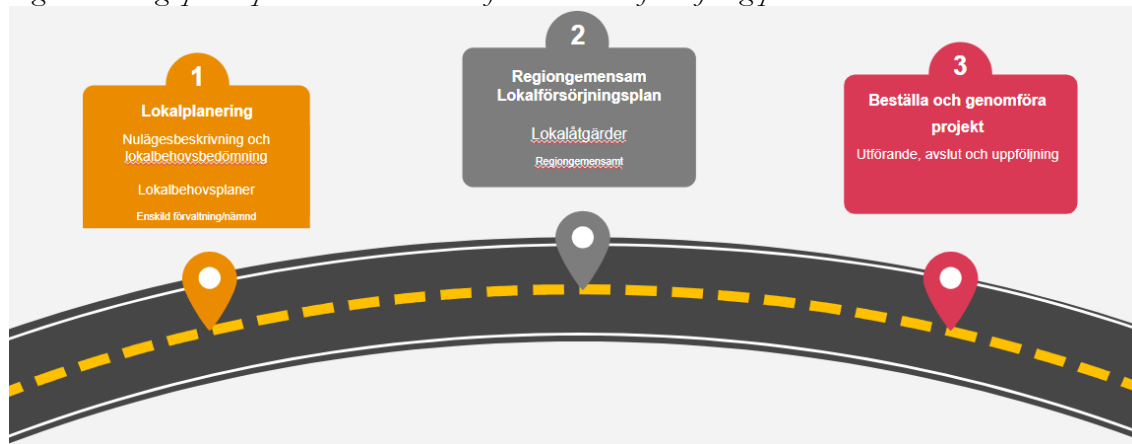 1
Lokalplanering
Nulägesbeskrivning och
lokalbehovsbedömning
Lokalbehovsplaner
Enskild förvaltning/nämnd
2
Regiongemensam
Lokalförsörjningsplan
Lokalåtgärder
Regiongemensamt
3
Beställa och genomföra
projekt
Utförande, avslut och uppföljning